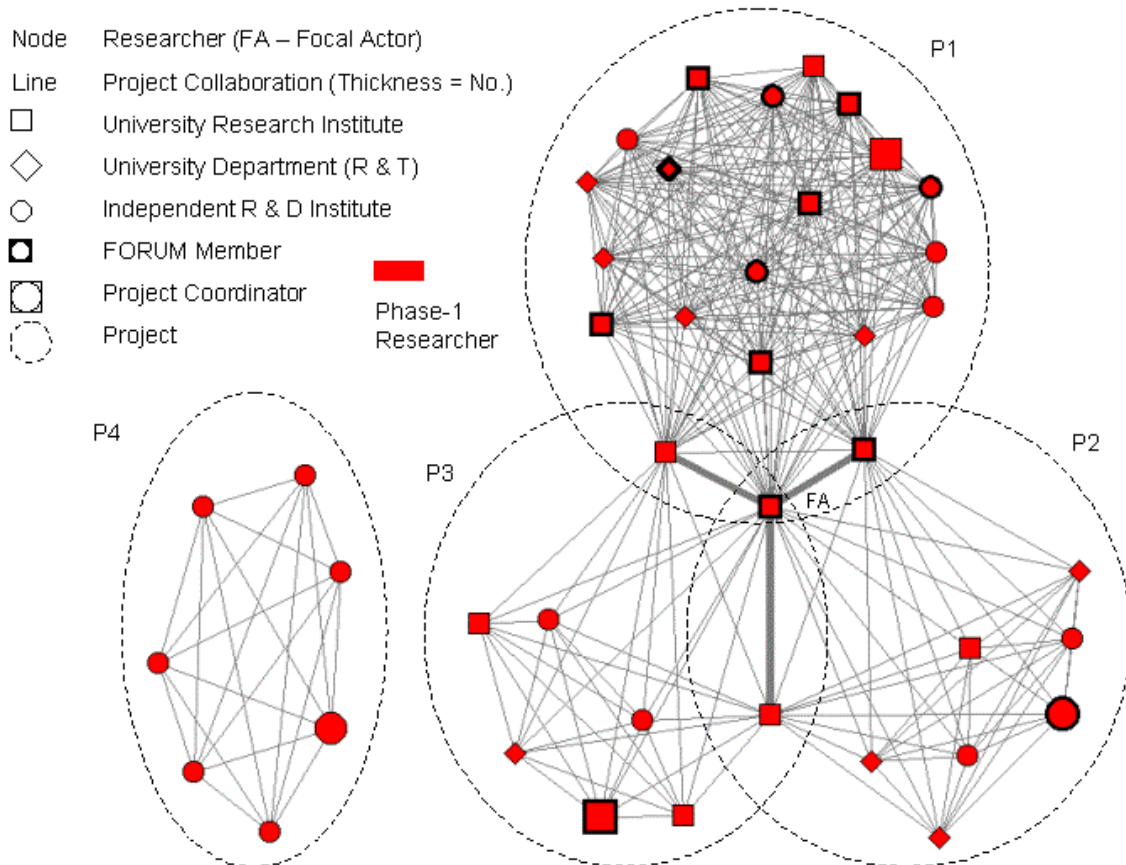 Node Researcher (FA – Focal Actor)
Line Project Collaboration (Thickness = No.)
University Research Institute
University Department (R & T)
Independent R & D Institute
FORUM Member
Project Coordinator
Project
Phase-1
Researcher
P1
P4
P3
P2
FA